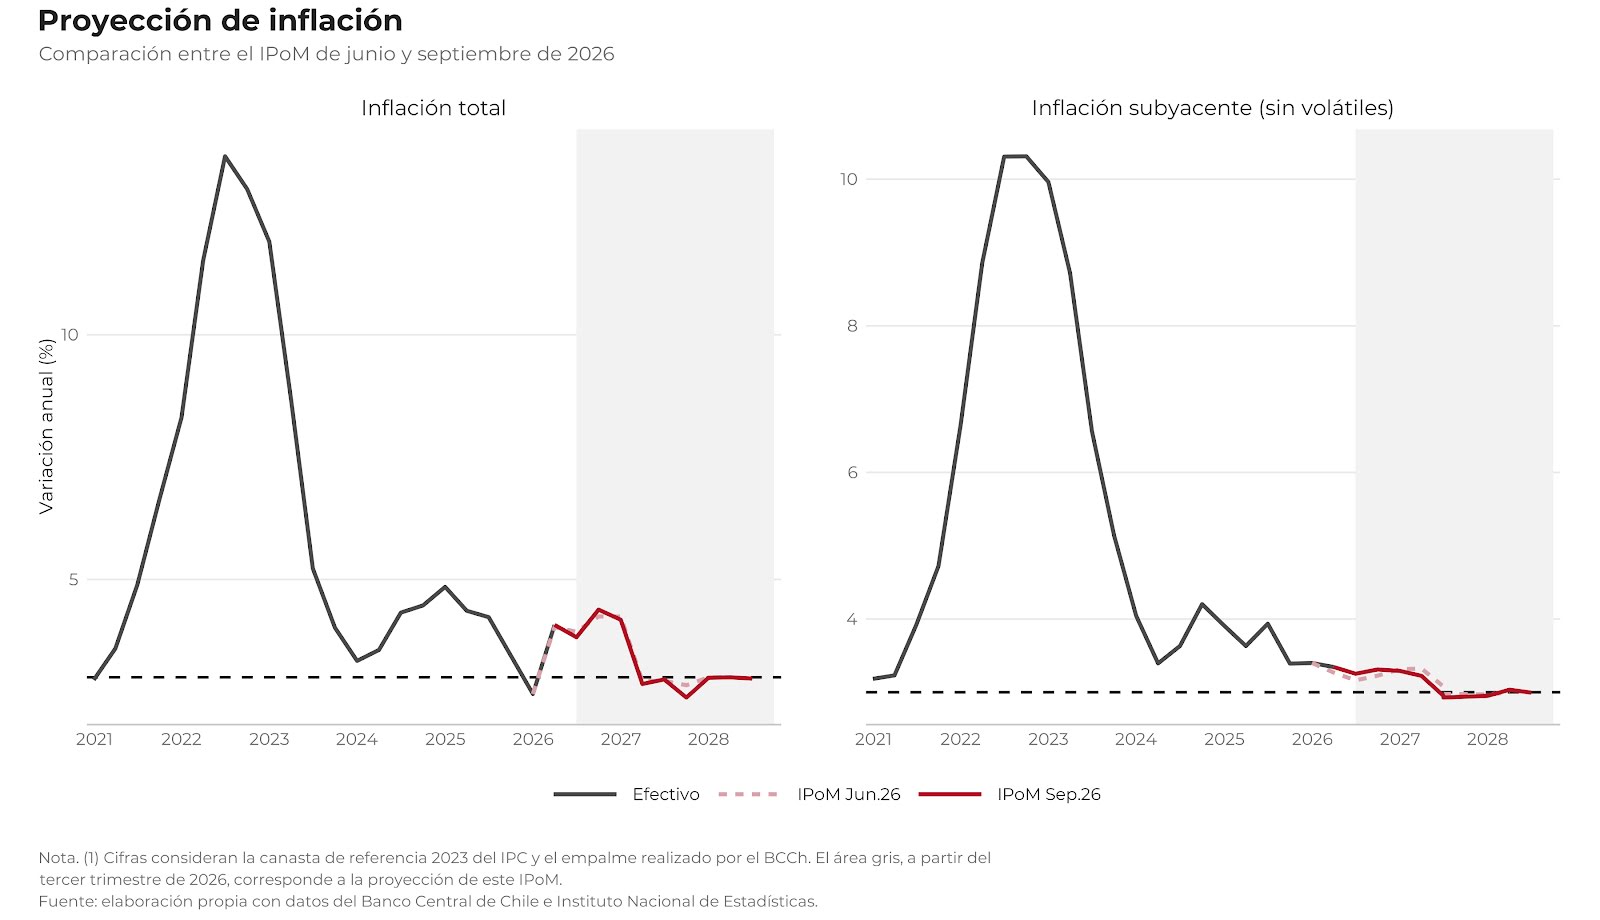 Proyección de inflación
Comparación entre el IPoM de junio y septiembre de 2026
Inflación total
Inflación subyacente (sin volátiles)
Variación anual (%)
10
5
2021 2022 2023 2024 2025 2026 2027 2028
10
8
6
4
2021 2022 2023 2024 2025 2026 2027 2028
Efectivo IPoM Jun.26 IPoM Sep.26
Nota. (1) Cifras consideran la canasta de referencia 2023 del IPC y el empalme realizado por el BCCh. El área gris, a partir del
tercer trimestre de 2026, corresponde a la proyección de este IPoM.
Fuente: elaboración propia con datos del Banco Central de Chile e Instituto Nacional de Estadísticas.